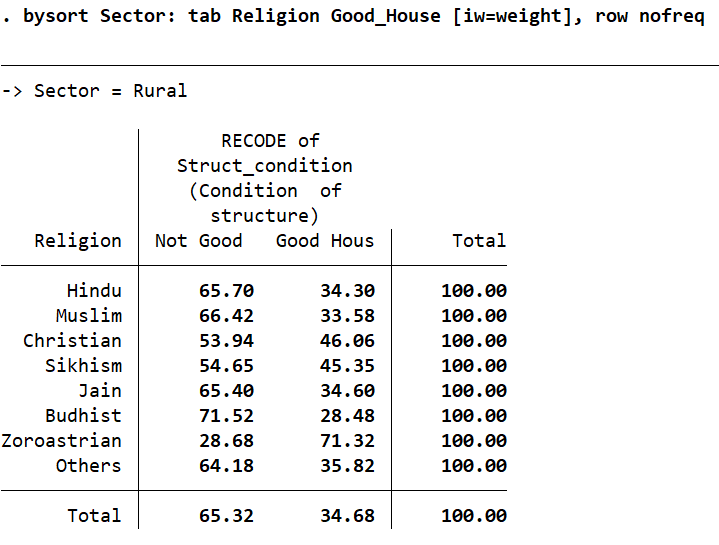 . bysort Sector: tab Religion Good_House [iw=weight], row nofreq
-> Sector = Rural
RECODE of
Struct_condition
(Condition of
structure)
Religion Not Good Good Hous Total
Hindu 65.70 34.30 100.00
Muslim 66.42 33.58 100.00
Christian 53.94 46.06 100.00
Sikhism 54.65 45.35 100.00
Jain 65.40 34.60 100.00
Budhist 71.52 28.48 100.00
Zoroastrian 28.68 71.32 100.00
Others 64.18 35.82 100.00
Total 65.32 34.68 100.00